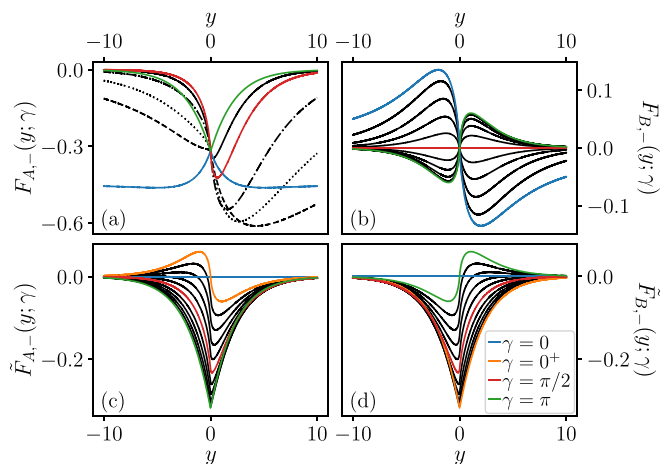 y y
−10 0 10 −10 0 10
0.0
−0.3
−0.6
F_{A,−}(y; γ)
(a)
0.1
0.0
−0.1
F_{B,−}(y; γ)
(b)
0.0
−0.2
F̃_{A,−}(y; γ)
(c)
0.0
−0.2
F̃_{B,−}(y; γ)
(d)
γ = 0
γ = 0⁺
γ = π/2
γ = π
−10 0 10 −10 0 10
y y